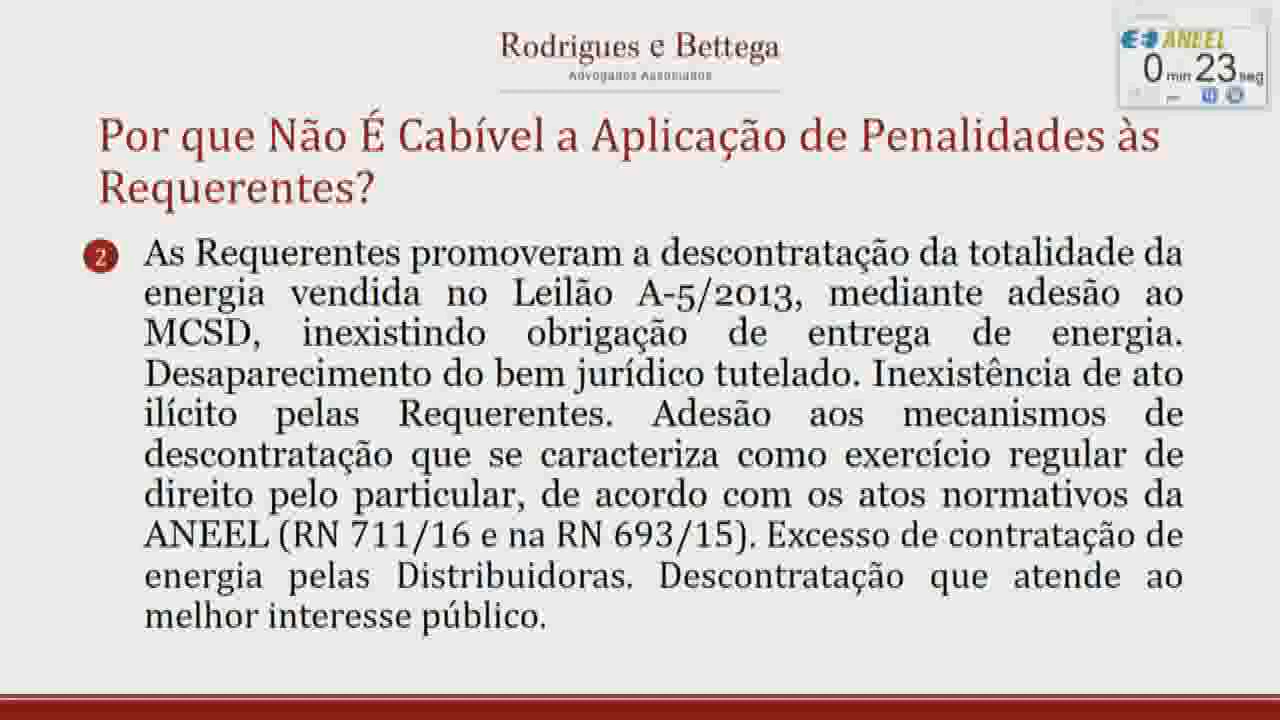 Rodrigues e Bettega
Advogados Associados
ANEEL
0 min 23 seg
Por que Não É Cabível a Aplicação de Penalidades às
Requerentes?
2 As Requerentes promoveram a descontratação da totalidade da
energia vendida no Leilão A-5/2013, mediante adesão ao
MCSD, inexistindo obrigação de entrega de energia.
Desaparecimento do bem jurídico tutelado. Inexistência de ato
ilícito pelas Requerentes. Adesão aos mecanismos de
descontratação que se caracteriza como exercício regular de
direito pelo particular, de acordo com os atos normativos da
ANEEL (RN 711/16 e na RN 693/15). Excesso de contratação de
energia pelas Distribuidoras. Descontratação que atende ao
melhor interesse público.